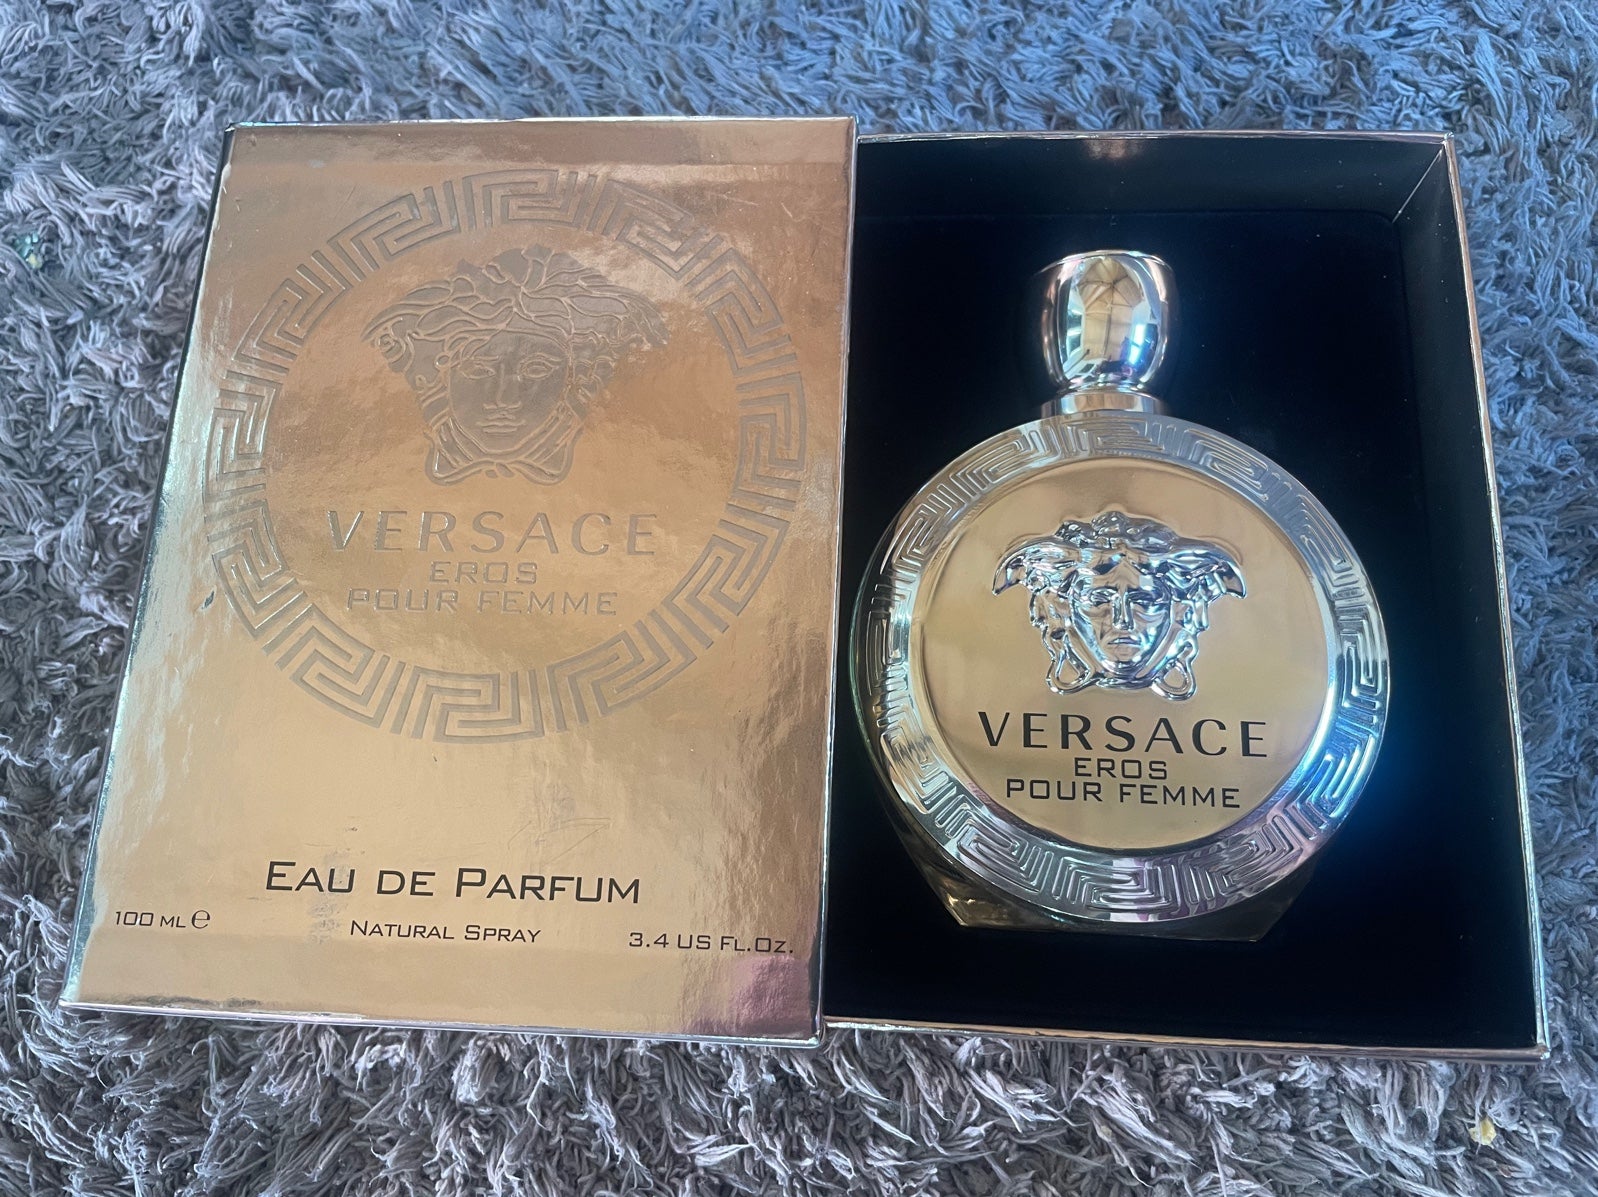 VERSACE
EROS
POUR FEMME
EAU DE PARFUM
100 ML e
NATURAL SPRAY
3.4 US FL.OZ.
VERSACE
EROS
POUR FEMME